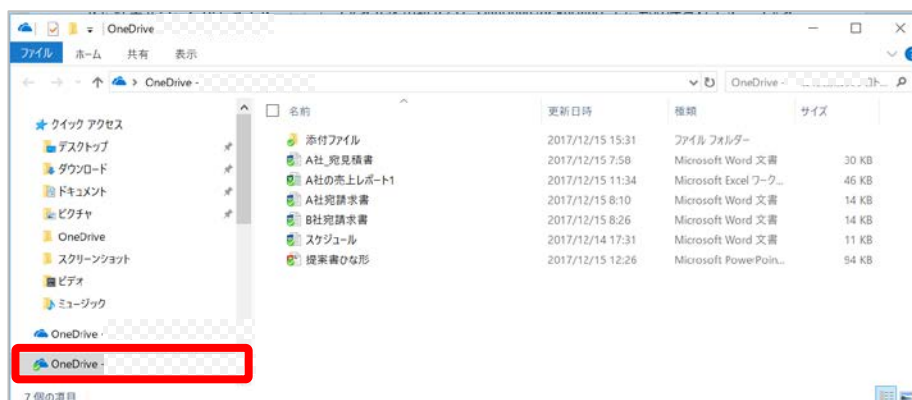 OneDrive
ファイル ホーム 共有 表示
OneDrive - OneDrive -
名前 更新日時 種類 サイズ
クイック アクセス
デスクトップ
ダウンロード
ドキュメント
ピクチャ
OneDrive
スクリーンショット
ビデオ
ミュージック
OneDrive -
OneDrive -
添付ファイル 2017/12/15 15:31 ファイル フォルダー
A社_宛見積書 2017/12/15 7:58 Microsoft Word 文書 30 KB
A社の売上レポート1 2017/12/15 11:34 Microsoft Excel ワーク... 46 KB
A社宛請求書 2017/12/15 8:10 Microsoft Word 文書 14 KB
B社宛請求書 2017/12/15 8:26 Microsoft Word 文書 14 KB
スケジュール 2017/12/14 17:31 Microsoft Word 文書 11 KB
提案書ひな形 2017/12/15 12:26 Microsoft PowerPoin... 94 KB
7 個の項目